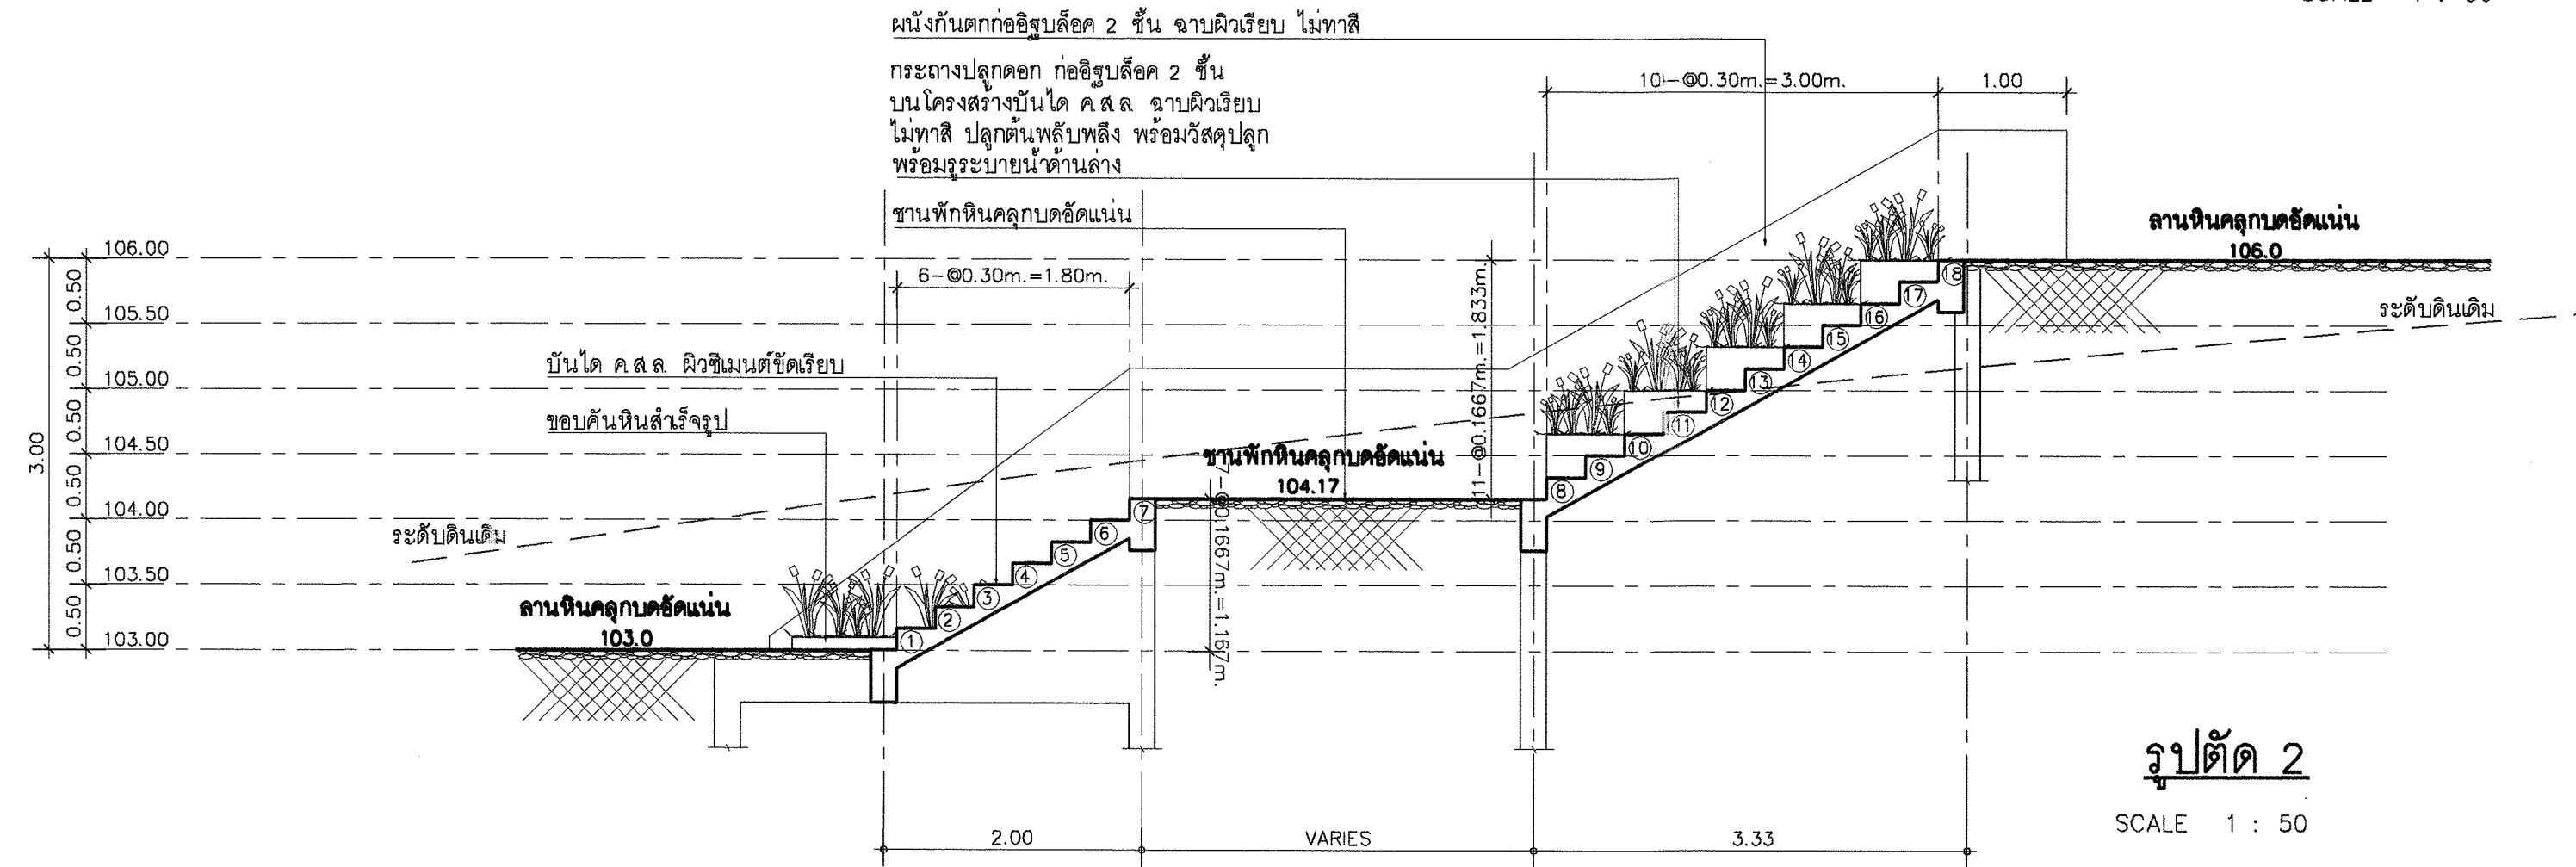 ผนังกันตกก่ออิฐบล็อค 2 ชั้น ฉาบผิวเรียบ ไม่ทาสี
กระถางปลูกดอก ก่ออิฐบล็อค 2 ชั้น
บนโครงสร้างบันได ค.ส.ล. ฉาบผิวเรียบ
ไม่ทาสี ปลูกต้นพลับพลึง พร้อมวัสดุปลูก
พร้อมรูระบายน้ำด้านล่าง
ชานพักหินคลุกบดอัดแน่น
10-@0.30m.=3.00m.
1.00
ลานหินคลุกบดอัดแน่น
106.0
ระดับดินเดิม
106.00
105.50
105.00
104.50
104.00
103.50
103.00
3.00
0.50
0.50
0.50
0.50
0.50
0.50
6-@0.30m.=1.80m.
บันได ค.ส.ล. ผิวซีเมนต์ขัดเรียบ
ขอบคันหินสำเร็จรูป
ระดับดินเดิม
ลานหินคลุกบดอัดแน่น
103.0
ชานพักหินคลุกบดอัดแน่น
104.17
7-@0.1667m.=1.167m.
11-@0.1667m.=1.833m.
1
2
3
4
5
6
7
8
9
10
11
12
13
14
15
16
17
18
2.00
VARIES
3.33
รูปตัด 2
SCALE 1 : 50